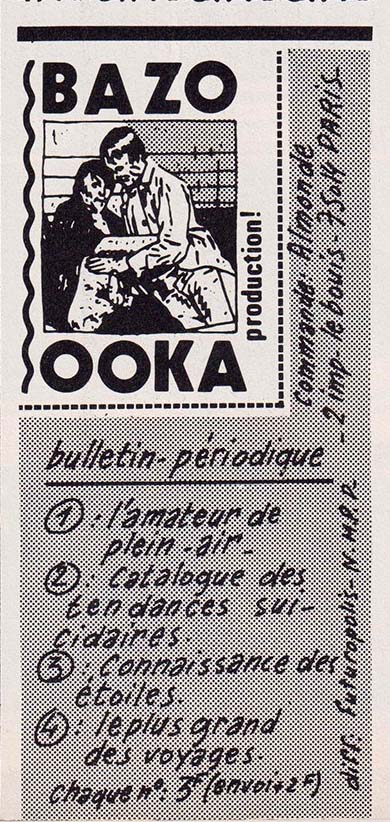 BAZO
OOKA
production!
commande: Almonde
- 2 imp. le bouis - 75014 PARIS -
bulletin-périodique
① : l'amateur de
plein-air-
② : Catalogue des
tendances sui-
cidaires.
③ : Connaissance des
étoiles.
④ : le plus grand
des voyages.
chaque n°: 5F (envoi + 2F)
diff: Futuropolis - N.M.P.P.